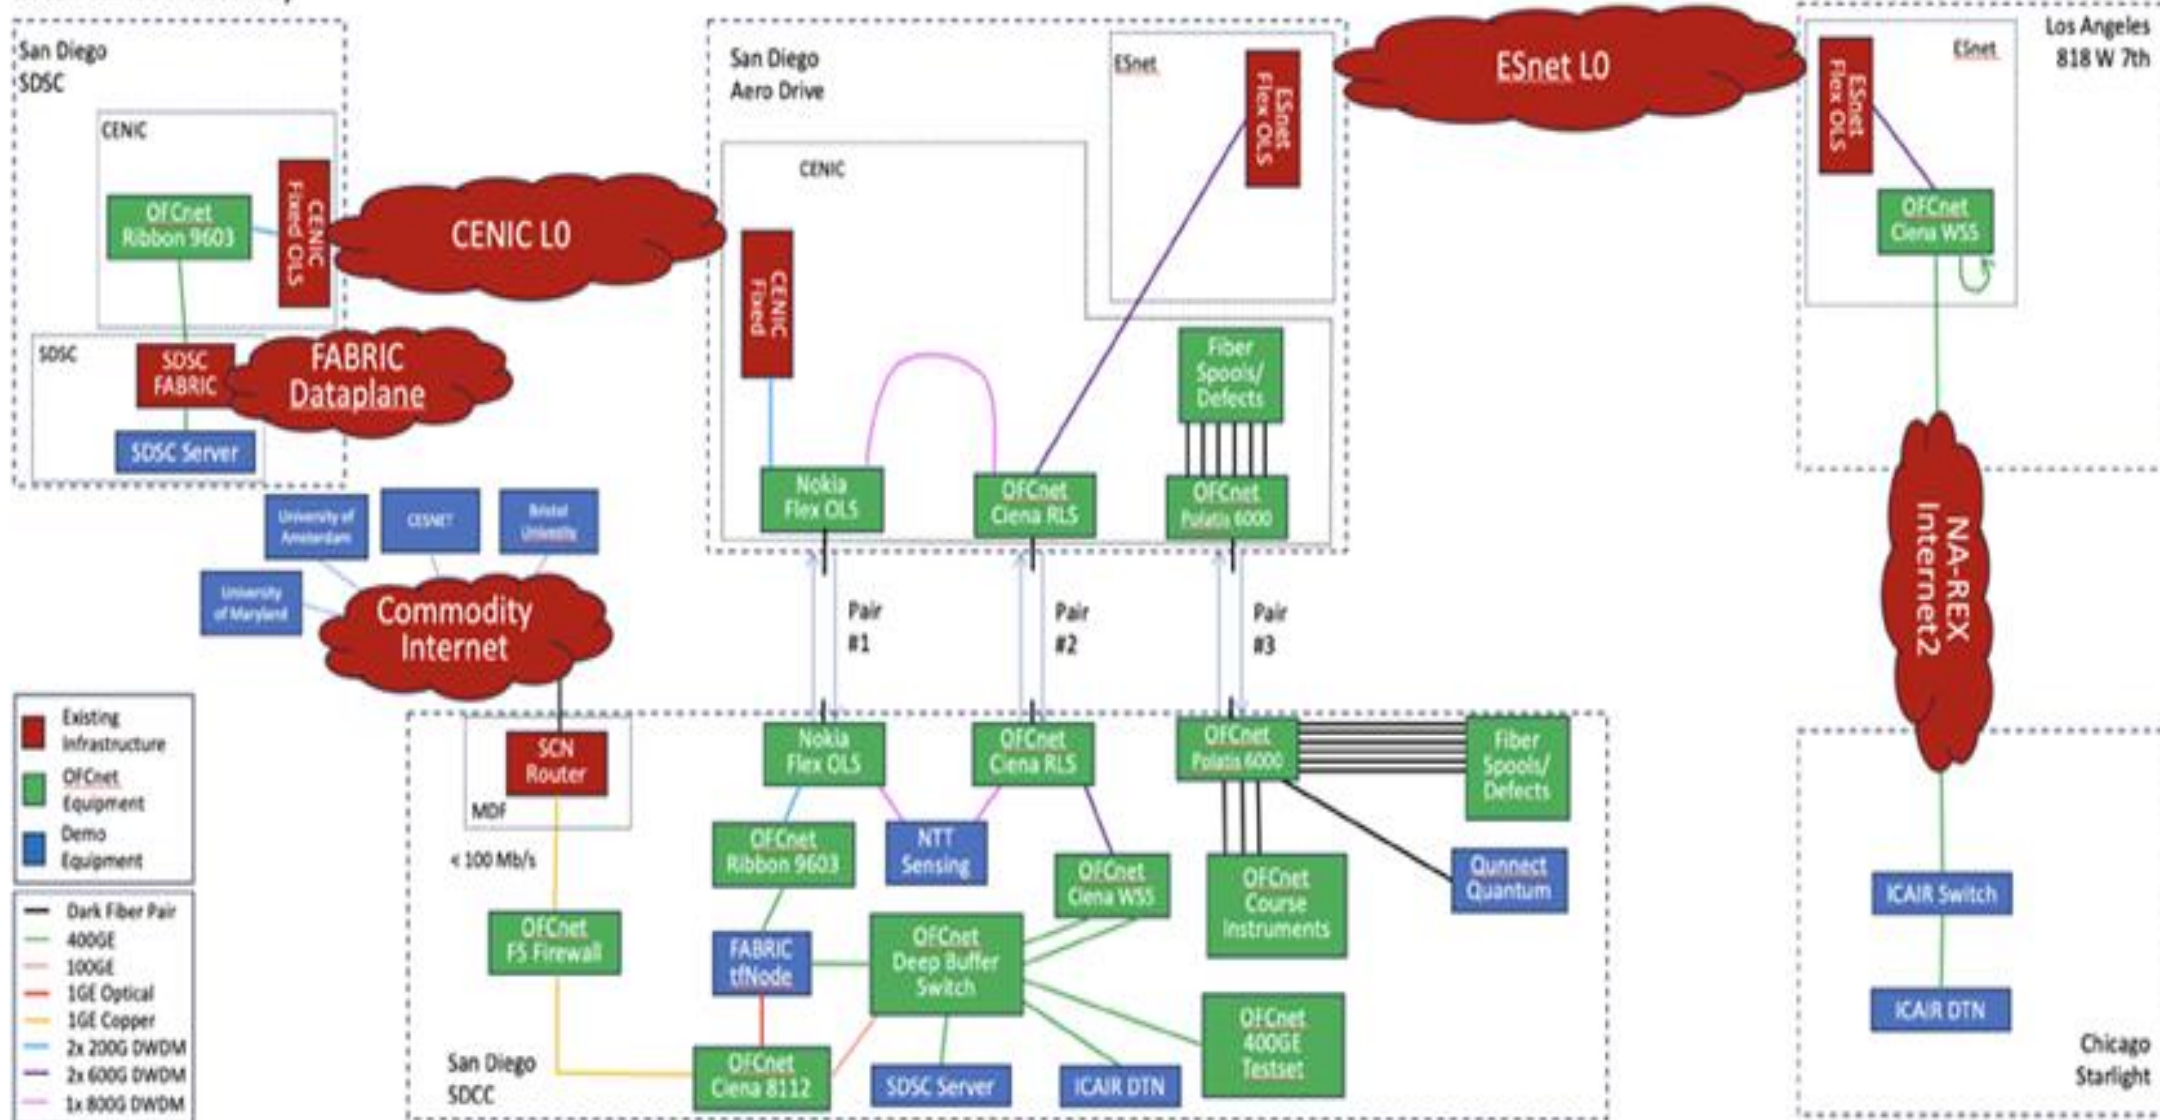 San Diego
SDSC
CENIC
OFCnet
Ribbon 9603
CENIC
Fixed OLS
CENIC L0
SDSC
SDSC
FABRIC
FABRIC
Dataplane
SDSC Server
San Diego
Aero Drive
CENIC
CENIC
Fixed
ESnet
ESnet
Flex OLS
Fiber
Spools/
Defects
Nokia
Flex OLS
OFCnet
Ciena RLS
OFCnet
Polatis 6000
ESnet L0
ESnet
Flex OLS
ESnet
Los Angeles
818 W 7th
OFCnet
Ciena WSS
NA-REX
Internet2
University of
Amsterdam
CESNET
Bristol
Univesity
University
of Maryland
Commodity
Internet
Pair
#1
Pair
#2
Pair
#3
Existing
Infrastructure
OFCnet
Equipment
Demo
Equipment
Dark Fiber Pair
400GE
100GE
1GE Optical
1GE Copper
2x 200G DWDM
2x 600G DWDM
1x 800G DWDM
SCN
Router
MDF
< 100 Mb/s
OFCnet
F5 Firewall
San Diego
SDCC
Nokia
Flex OLS
OFCnet
Ciena RLS
OFCnet
Polatis 6000
Fiber
Spools/
Defects
OFCnet
Ribbon 9603
NTT
Sensing
OFCnet
Ciena WSS
OFCnet
Course
Instruments
Qunnect
Quantum
FABRIC
tfNode
OFCnet
Deep Buffer
Switch
OFCnet
Ciena 8112
SDSC Server
ICAIR DTN
OFCnet
400GE
Testset
ICAIR Switch
ICAIR DTN
Chicago
Starlight